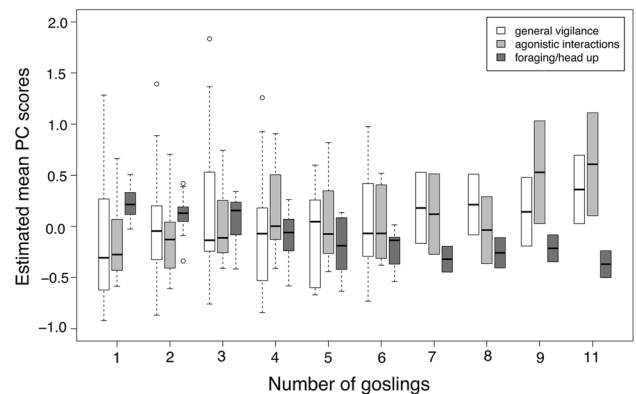 2.0
1.5
1.0
0.5
0.0
−0.5
−1.0
Estimated mean PC scores
general vigilance
agonistic interactions
foraging/head up
1 2 3 4 5 6 7 8 9 11
Number of goslings